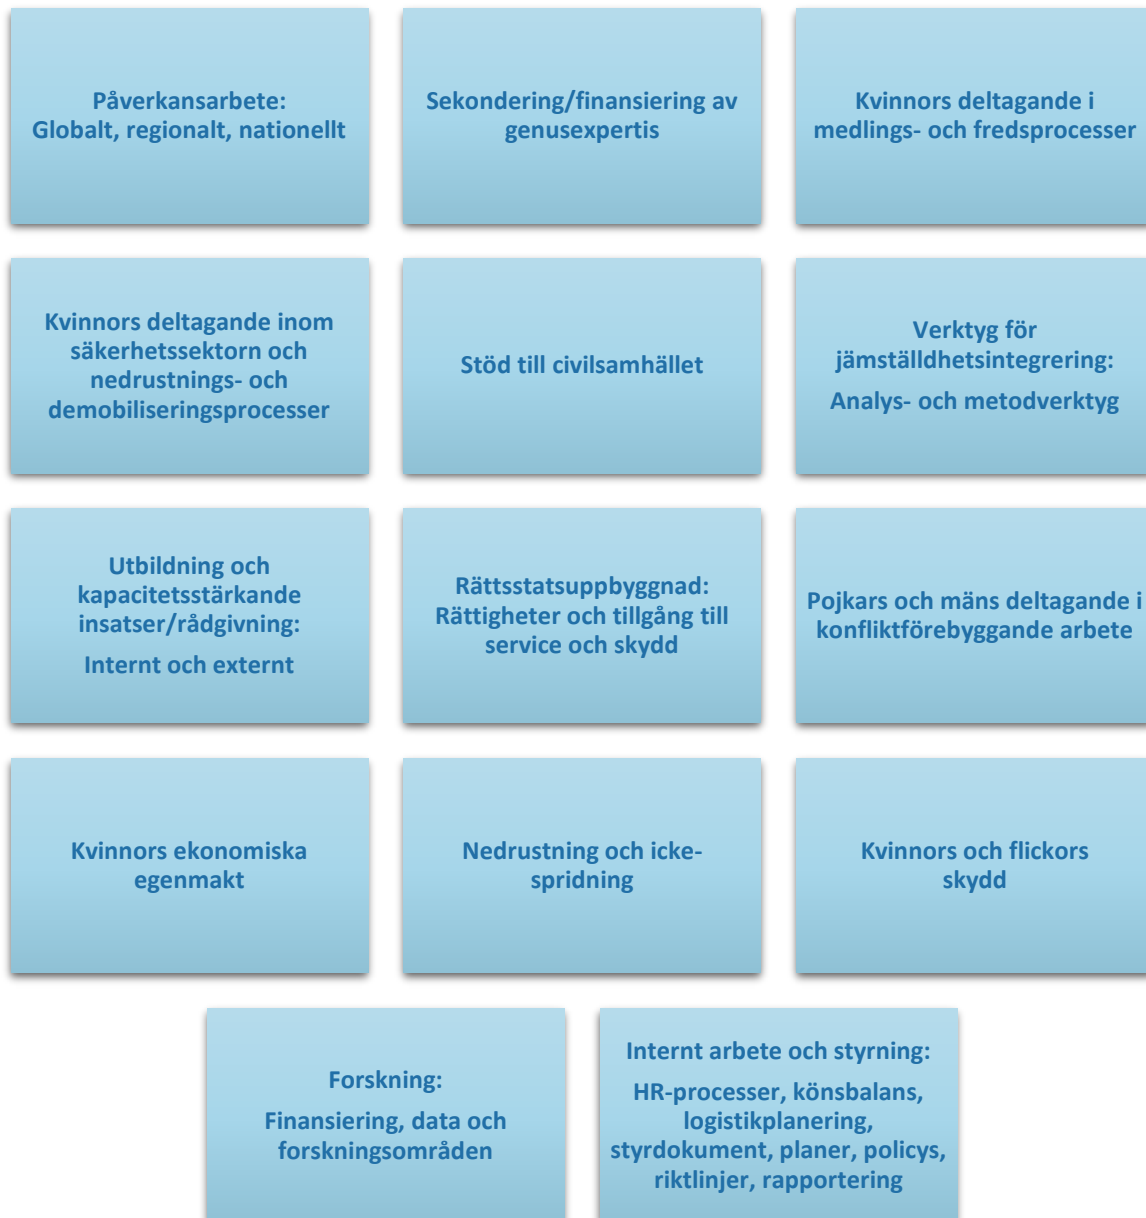 Påverkansarbete:
Globalt, regionalt, nationellt
Sekondering/finansiering av
genusexpertis
Kvinnors deltagande i
medlings- och fredsprocesser
Kvinnors deltagande inom
säkerhetssektorn och
nedrustnings- och
demobiliseringsprocesser
Stöd till civilsamhället
Verktyg för
jämställdhetsintegrering:
Analys- och metodverktyg
Utbildning och
kapacitetsstärkande
insatser/rådgivning:
Internt och externt
Rättsstatsuppbyggnad:
Rättigheter och tillgång till
service och skydd
Pojkars och mäns deltagande i
konfliktförebyggande arbete
Kvinnors ekonomiska
egenmakt
Nedrustning och icke-
spridning
Kvinnors och flickors
skydd
Forskning:
Finansiering, data och
forskningsområden
Internt arbete och styrning:
HR-processer, könsbalans,
logistikplanering,
styrdokument, planer, policys,
riktlinjer, rapportering